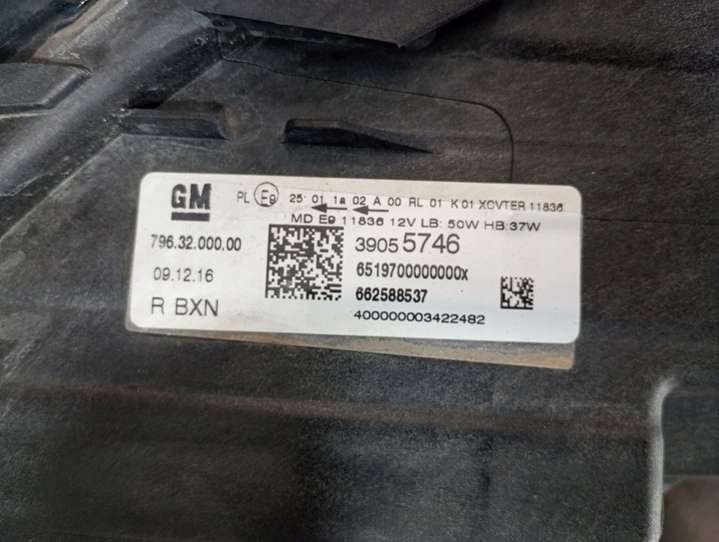 GM
PL E9 25 01 1a 02 A 00 RL 01 K 01 XCVTER 11836
MD E9 11836 12V LB: 50W HB:37W
796.32.000.00
39055746
09.12.16
6519700000000x
R BXN
662588537
400000003422482